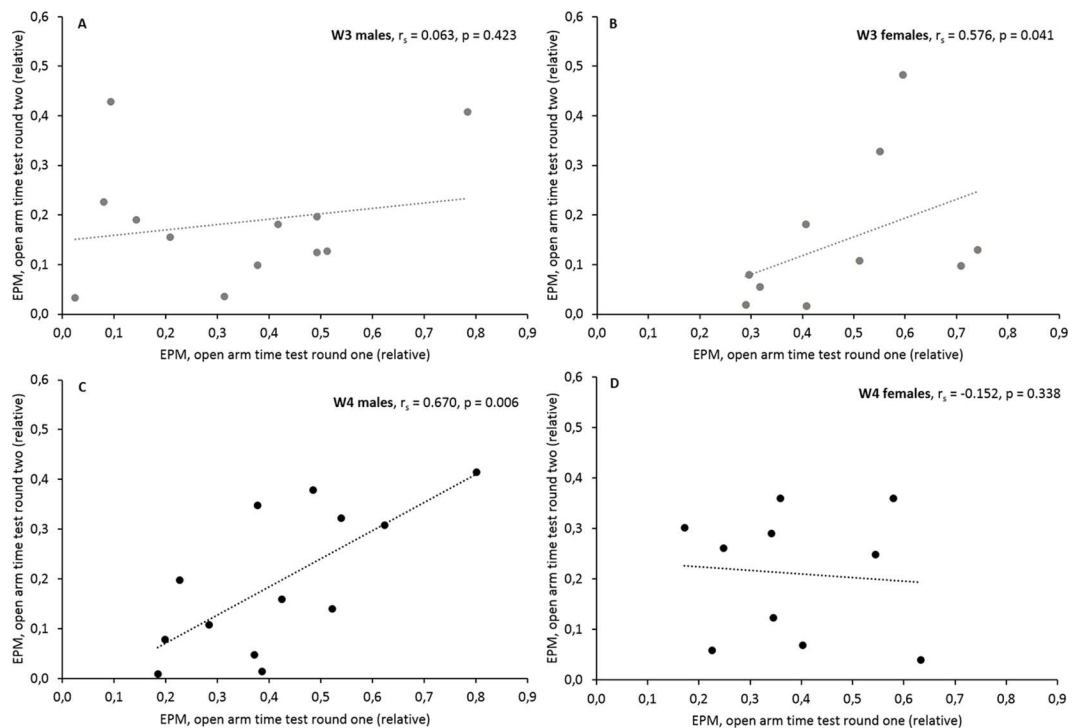 A
W3 males, rs = 0.063, p = 0.423
EPM, open arm time test round two (relative)
0,6
0,5
0,4
0,3
0,2
0,1
0,0
0,0 0,1 0,2 0,3 0,4 0,5 0,6 0,7 0,8 0,9
EPM, open arm time test round one (relative)
B
W3 females, rs = 0.576, p = 0.041
EPM, open arm time test round two (relative)
0,6
0,5
0,4
0,3
0,2
0,1
0,0
0,0 0,1 0,2 0,3 0,4 0,5 0,6 0,7 0,8 0,9
EPM, open arm time test round one (relative)
C
W4 males, rs = 0.670, p = 0.006
EPM, open arm time test round two (relative)
0,6
0,5
0,4
0,3
0,2
0,1
0,0
0,0 0,1 0,2 0,3 0,4 0,5 0,6 0,7 0,8 0,9
EPM, open arm time test round one (relative)
D
W4 females, rs = -0.152, p = 0.338
EPM, open arm time test round two (relative)
0,6
0,5
0,4
0,3
0,2
0,1
0,0
0,0 0,1 0,2 0,3 0,4 0,5 0,6 0,7 0,8 0,9
EPM, open arm time test round one (relative)